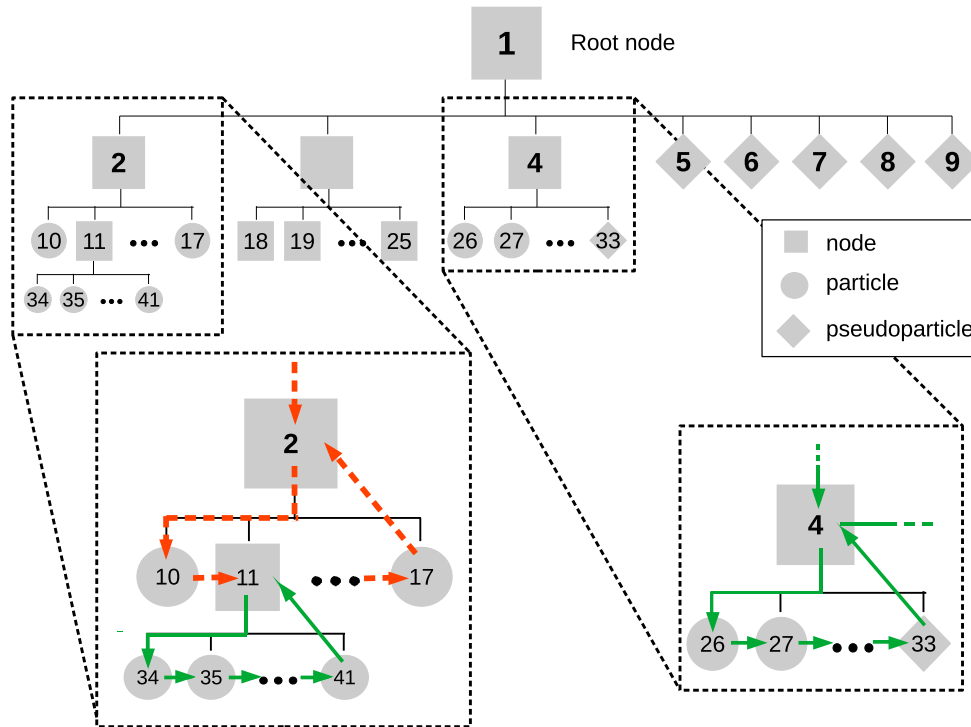 1 Root node
2 4 5 6 7 8 9
10 11 ••• 17 18 19 ••• 25 26 27 ••• 33
34 35 ••• 41
node
particle
pseudoparticle
2
10 11 ••• 17
34 35 ••• 41
4
26 27 ••• 33